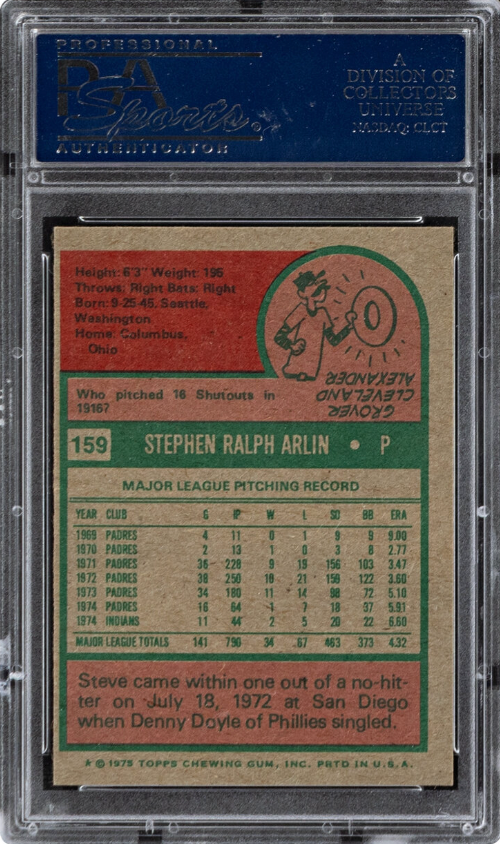 PROFESSIONAL
PSA
Sports
AUTHENTICATOR
A
DIVISION OF
COLLECTORS
UNIVERSE
NASDAQ: CLCT
Height: 6'3" Weight: 195
Throws: Right Bats: Right
Born: 9-25-45, Seattle,
Washington
Home: Columbus,
Ohio
GROVER
CLEVELAND
ALEXANDER
Who pitched 16 Shutouts in
1916?
159 STEPHEN RALPH ARLIN • P
MAJOR LEAGUE PITCHING RECORD
YEAR CLUB G IP W L SO BB ERA
1969 PADRES 4 11 0 1 9 9 9.00
1970 PADRES 2 13 1 0 3 8 2.77
1971 PADRES 36 228 9 19 156 103 3.47
1972 PADRES 38 250 10 21 159 122 3.60
1973 PADRES 34 180 11 14 98 72 5.10
1974 PADRES 16 64 1 7 18 37 5.91
1974 INDIANS 11 44 2 5 20 22 6.60
MAJOR LEAGUE TOTALS 141 790 34 67 463 373 4.32
Steve came within one out of a no-hit-
ter on July 18, 1972 at San Diego
when Denny Doyle of Phillies singled.
© 1975 TOPPS CHEWING GUM, INC. PRTD IN U.S.A.